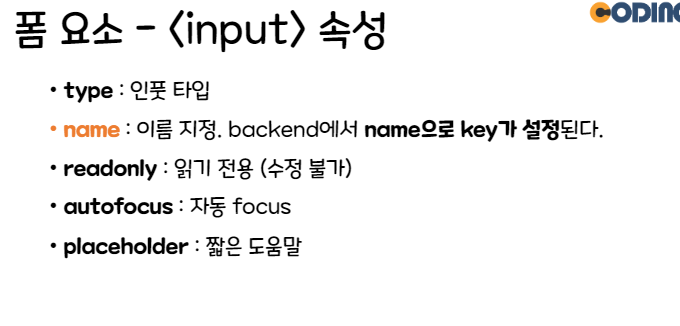 폼 요소 - <input> 속성
CODING
• type : 인풋 타입
• name : 이름 지정. backend에서 name으로 key가 설정된다.
• readonly : 읽기 전용 (수정 불가)
• autofocus : 자동 focus
• placeholder : 짧은 도움말